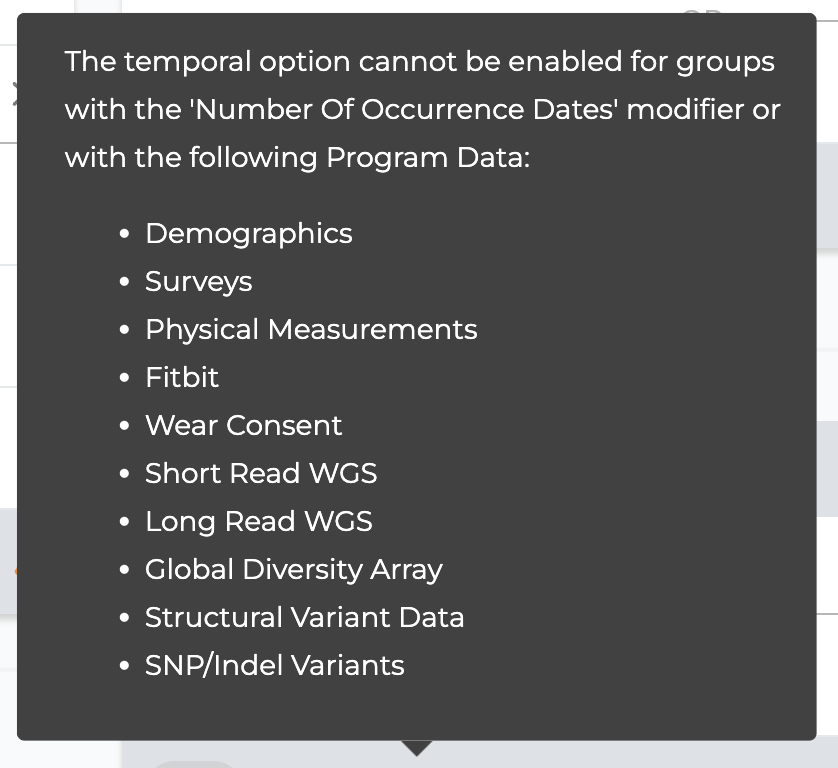 The temporal option cannot be enabled for groups
with the 'Number Of Occurrence Dates' modifier or
with the following Program Data:
• Demographics
• Surveys
• Physical Measurements
• Fitbit
• Wear Consent
• Short Read WGS
• Long Read WGS
• Global Diversity Array
• Structural Variant Data
• SNP/Indel Variants